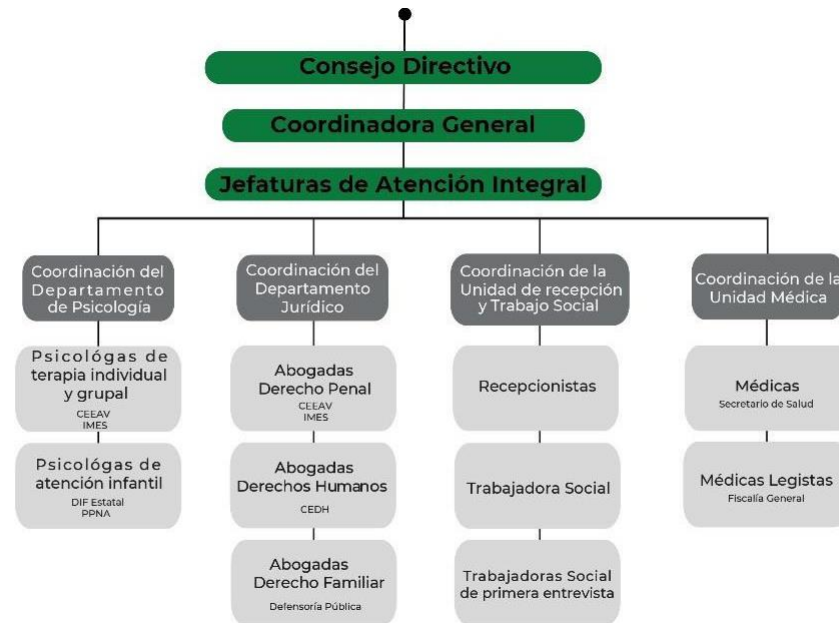 Consejo Directivo
Coordinadora General
Jefaturas de Atención Integral
Coordinación del
Departamento
de Psicología
Psicológas de
terapia individual
y grupal
CEEAV
IMES
Psicológas de
atención infantil
DIF Estatal
PPNA
Coordinación del
Departamento
Jurídico
Abogadas
Derecho Penal
CEEAV
IMES
Abogadas
Derechos Humanos
CEDH
Abogadas
Derecho Familiar
Defensoría Pública
Coordinación de la
Unidad de recepción
y Trabajo Social
Recepcionistas
Trabajadora Social
Trabajadoras Social
de primera entrevista
Coordinación de la
Unidad Médica
Médicas
Secretario de Salud
Médicas Legistas
Fiscalía General